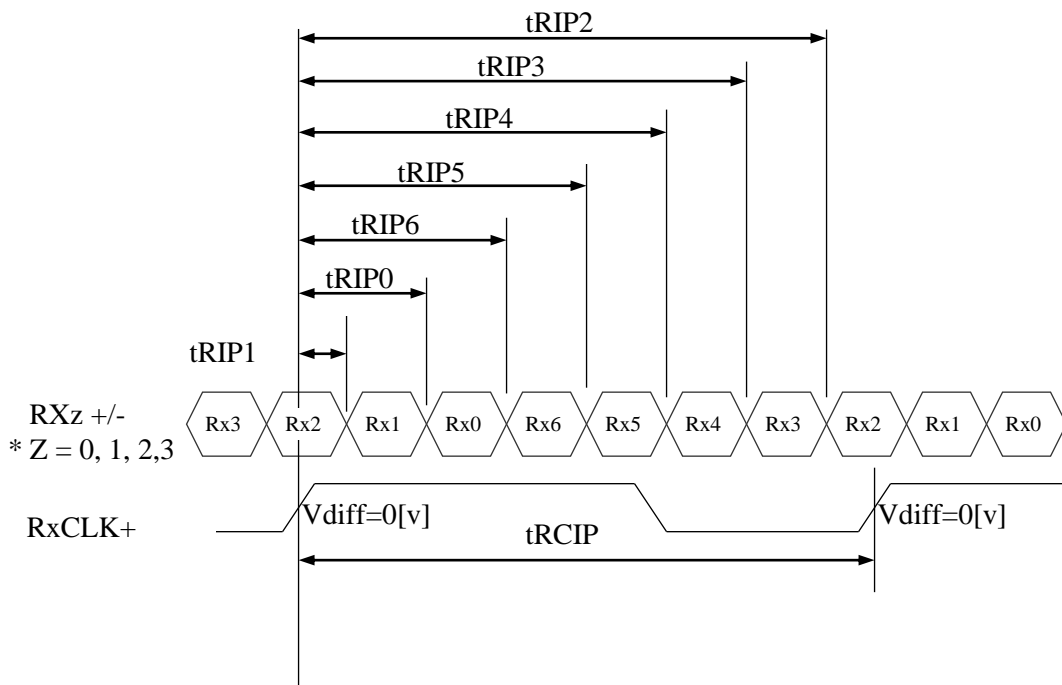 tRIP2
tRIP3
tRIP4
tRIP5
tRIP6
tRIP0
tRIP1
RXz +/-
* Z = 0, 1, 2,3
Rx3 Rx2 Rx1 Rx0 Rx6 Rx5 Rx4 Rx3 Rx2 Rx1 Rx0
RxCLK+
Vdiff=0[v] Vdiff=0[v]
tRCIP